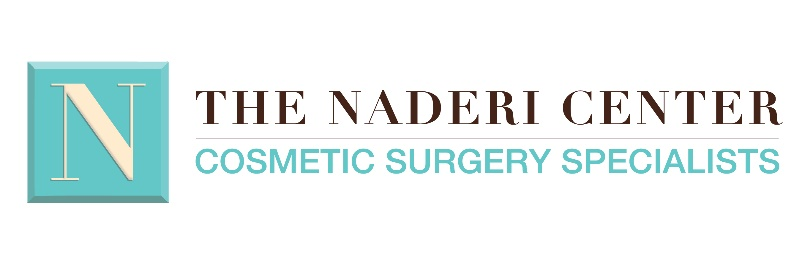 N
THE NADERI CENTER
COSMETIC SURGERY SPECIALISTS